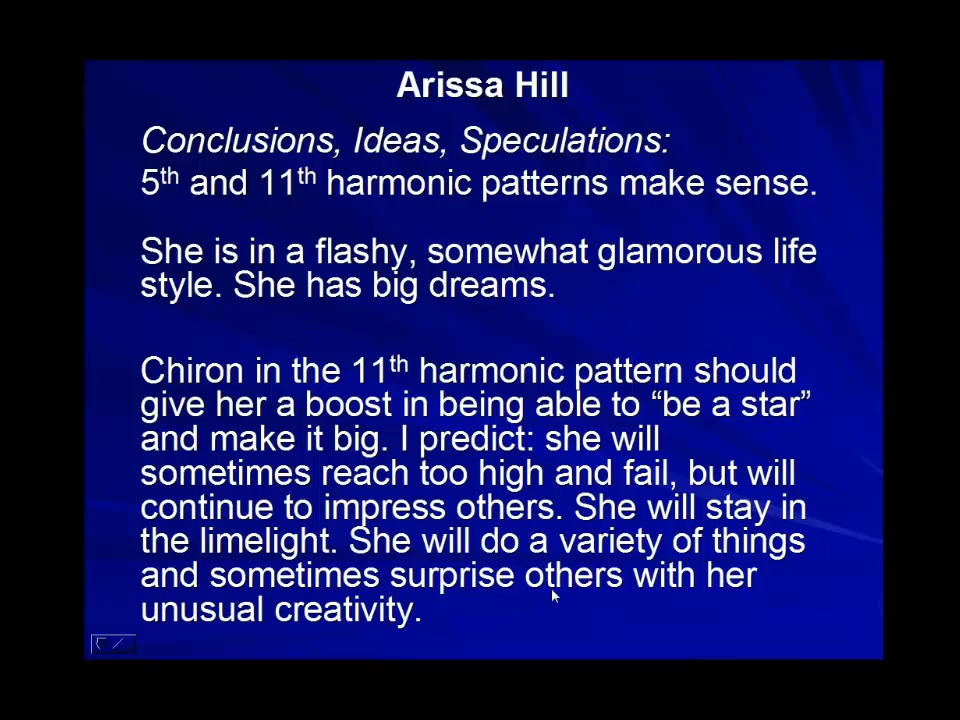 Arissa Hill
Conclusions, Ideas, Speculations:
5th and 11th harmonic patterns make sense.
She is in a flashy, somewhat glamorous life
style. She has big dreams.
Chiron in the 11th harmonic pattern should
give her a boost in being able to “be a star”
and make it big. I predict: she will
sometimes reach too high and fail, but will
continue to impress others. She will stay in
the limelight. She will do a variety of things
and sometimes surprise others with her
unusual creativity.